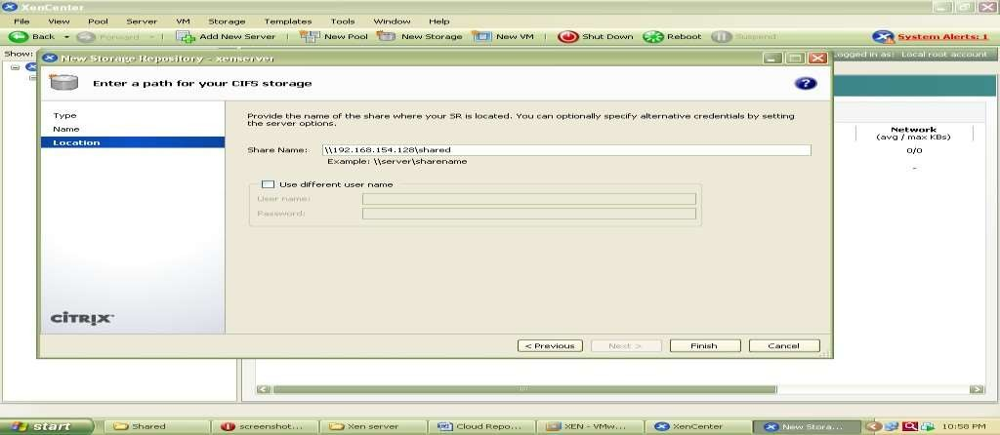 XenCenter
File View Pool Server VM Storage Templates Tools Window Help
Back Forward Add New Server New Pool New Storage New VM Shut Down Reboot Suspend System Alerts: 1
Show:
Logged in as: Local root account
New Storage Repository - xenserver
Enter a path for your CIFS storage
?
Type
Name
Location
Provide the name of the share where your SR is located. You can optionally specify alternative credentials by setting
the server options.
Share Name: \\192.168.154.128\shared
Example: \\server\sharename
Use different user name
User name:
Password:
Network
(avg / max KBs)
0/0
-
CITRIX
< Previous Next > Finish Cancel
start Shared screenshot... Xen server Cloud Repo... XEN - VMw... XenCenter New Stora... 10:58 PM